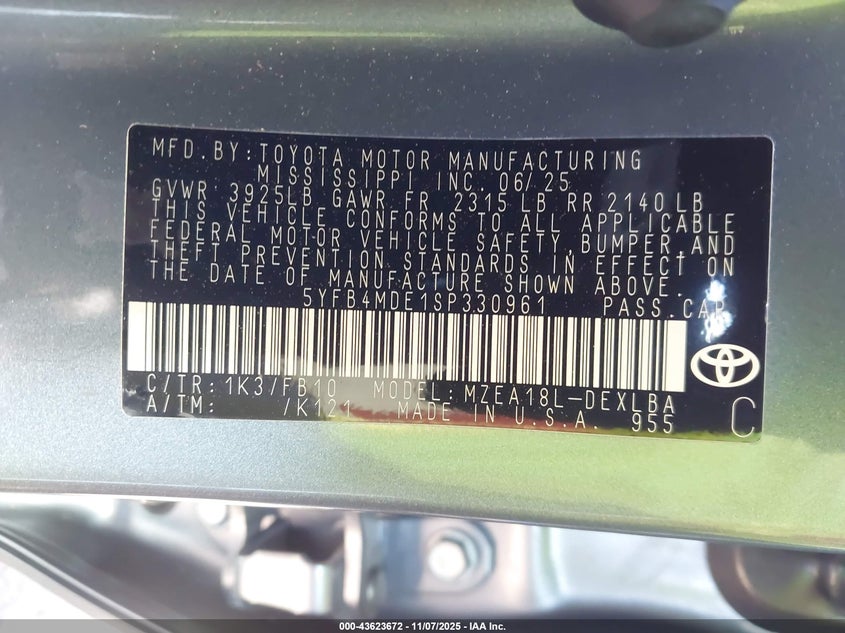 MFD.BY:TOYOTA MOTOR MANUFACTURING
MISSISSIPPI INC. 06/25
GVWR 3925LB GAWR FR 2315 LB RR 2140 LB
THIS VEHICLE CONFORMS TO ALL APPLICABLE
FEDERAL MOTOR VEHICLE SAFETY,BUMPER,AND
THEFT PREVENTION STANDARDS IN EFFECT ON
THE DATE OF MANUFACTURE SHOWN ABOVE.
5YFB4MDE1SP330961 PASS.CAR
C/TR:1K3/FB10 MODEL:MZEA18L-DEXLBA
A/TM: /K121 MADE IN U.S.A. 955
C
000-43623672 - 11/07/2025 - IAA Inc.